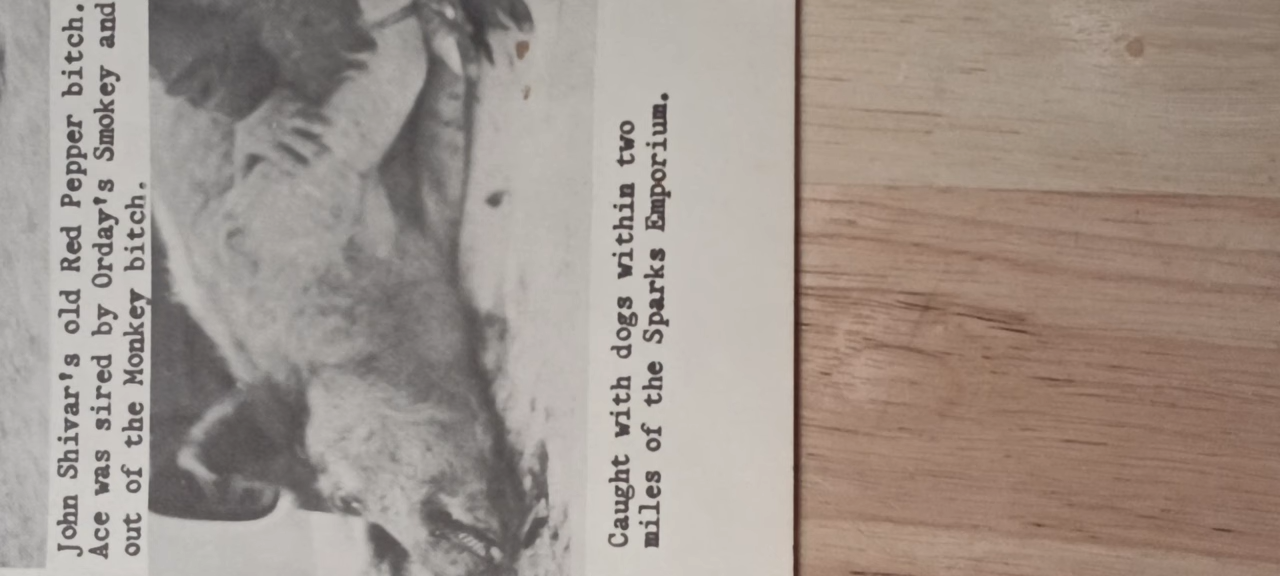 John Shivar's old Red Pepper bitch.
Ace was sired by Orday's Smokey and
out of the Monkey bitch.
Caught with dogs within two
miles of the Sparks Emporium.